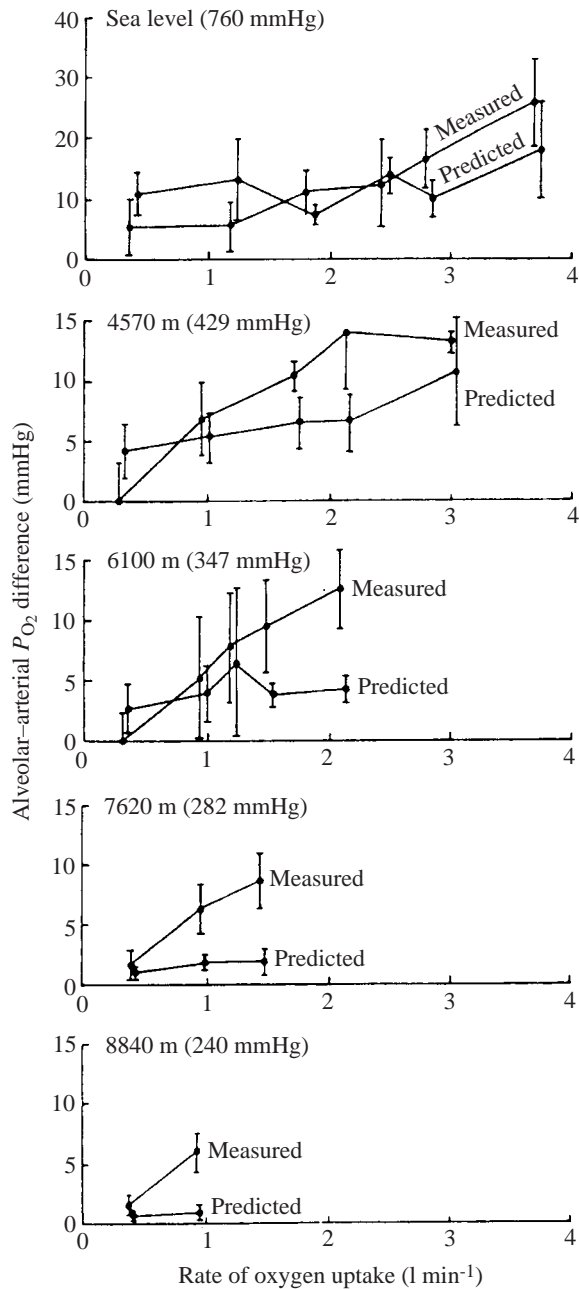 Sea level (760 mmHg)
40
30
20
10
0
Measured
Predicted
0 1 2 3 4
4570 m (429 mmHg)
15
10
5
0
Measured
Predicted
0 1 2 3 4
6100 m (347 mmHg)
15
10
5
0
Measured
Predicted
0 1 2 3 4
7620 m (282 mmHg)
15
10
5
0
Measured
Predicted
0 1 2 3 4
8840 m (240 mmHg)
15
10
5
0
Measured
Predicted
0 1 2 3 4
Alveolar–arterial PO2 difference (mmHg)
Rate of oxygen uptake (l min-1)